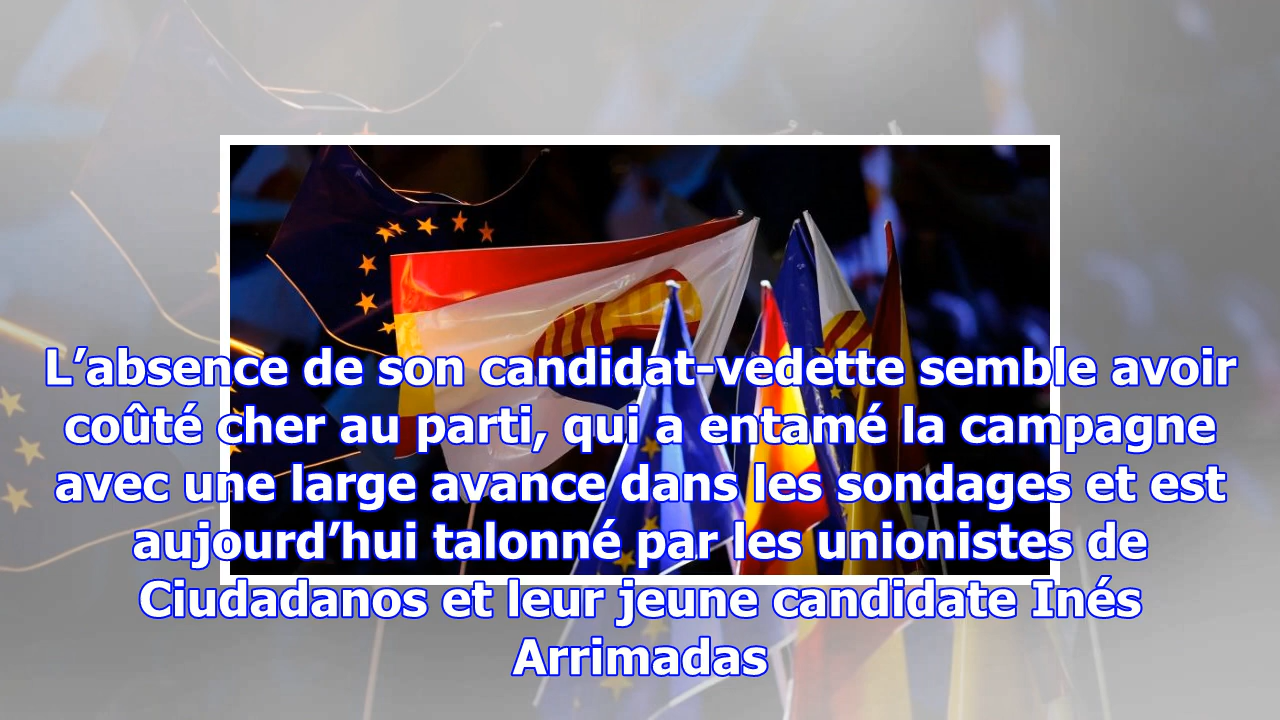 L’absence de son candidat-vedette semble avoir
coûté cher au parti, qui a entamé la campagne
avec une large avance dans les sondages et est
aujourd’hui talonné par les unionistes de
Ciudadanos et leur jeune candidate Inés
Arrimadas